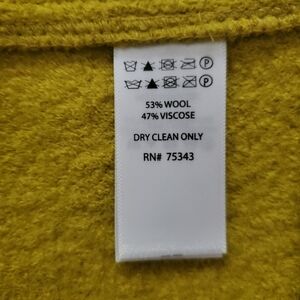 P
P
53% WOOL
47% VISCOSE
DRY CLEAN ONLY
RN# 75343